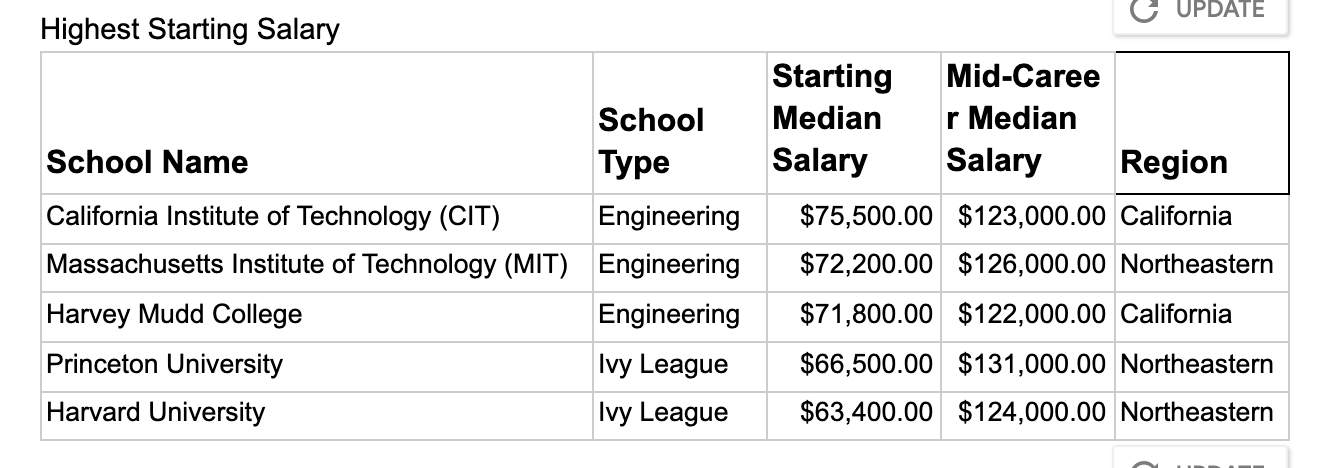 UPDATE
Highest Starting Salary
School Name School Type Starting Median Salary Mid-Caree r Median Salary Region
California Institute of Technology (CIT) Engineering $75,500.00 $123,000.00 California
Massachusetts Institute of Technology (MIT) Engineering $72,200.00 $126,000.00 Northeastern
Harvey Mudd College Engineering $71,800.00 $122,000.00 California
Princeton University Ivy League $66,500.00 $131,000.00 Northeastern
Harvard University Ivy League $63,400.00 $124,000.00 Northeastern
UPDATE